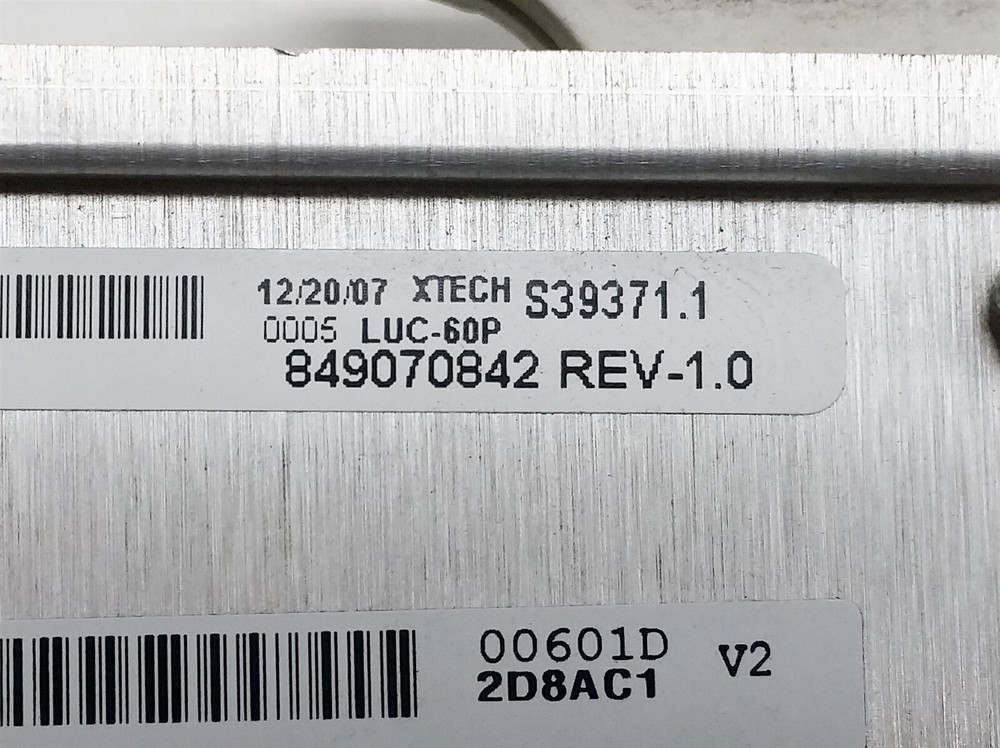 12/20/07 XTECH S39371.1
0005 LUC-60P
849070842 REV-1.0
00601D V2
2D8AC1